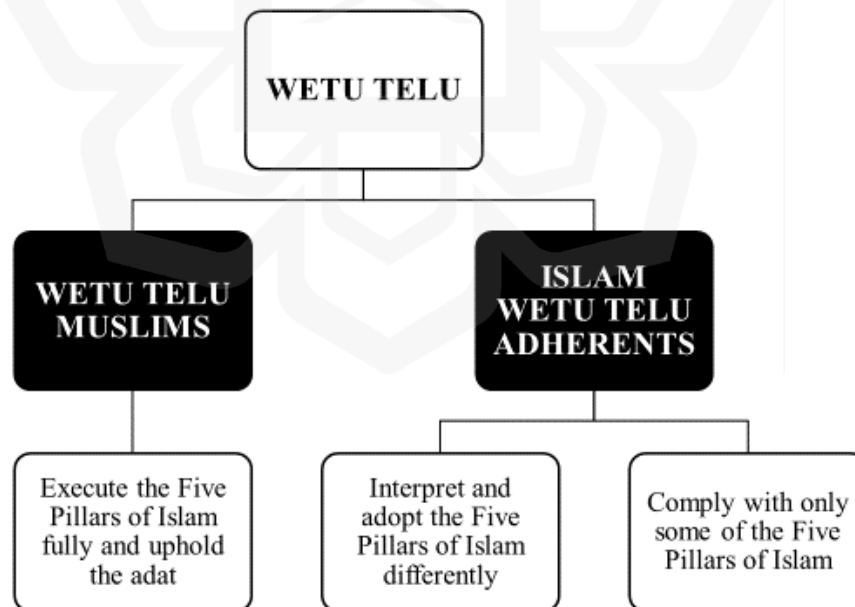 WETU TELU
WETU TELU
MUSLIMS
ISLAM
WETU TELU
ADHERENTS
Execute the Five
Pillars of Islam
fully and uphold
the adat
Interpret and
adopt the Five
Pillars of Islam
differently
Comply with only
some of the Five
Pillars of Islam